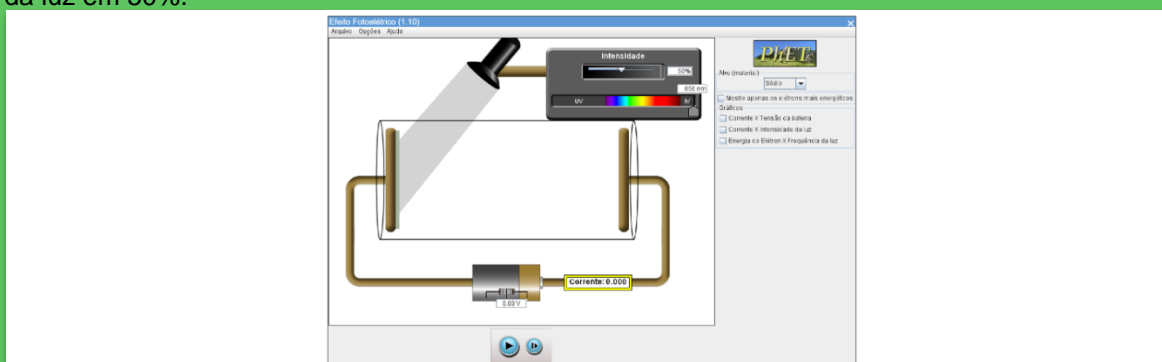 da luz em 50%.
Efeito Fotoelétrico (1.10)
Arquivo Opções Ajuda
Intensidade
50%
850 nm
UV
IV
PhET
Alvo (material)
Sódio
Mostre apenas os elétrons mais energéticos
Gráficos
Corrente X Tensão da bateria
Corrente X Intensidade da luz
Energia do Elétron X Frequência da luz
Corrente: 0.000
0.00 V